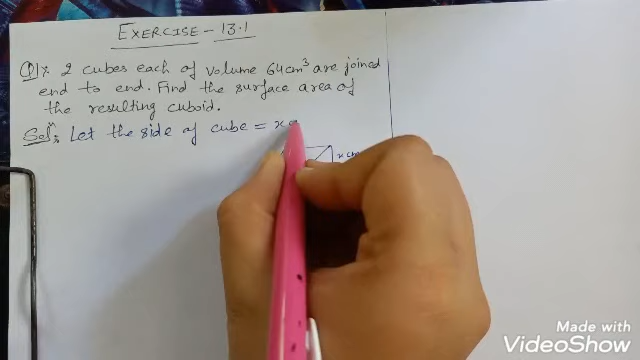 EXERCISE - 13.1
Q1 2 cubes each of volume 64cm³ are joined
end to end. Find the surface area of
the resulting cuboid.
Solⁿ: Let the side of cube = x
x cm
Made with
VideoShow